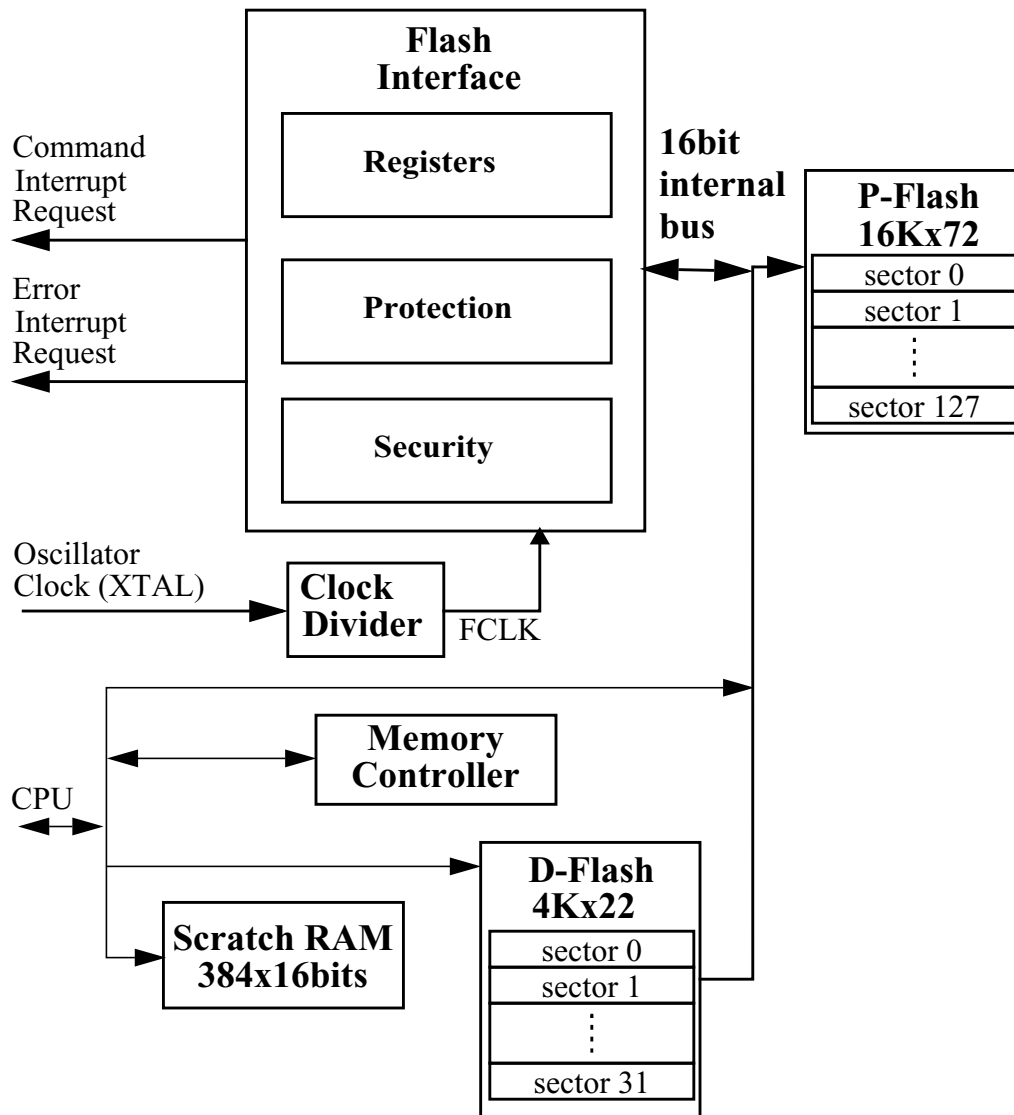 Flash
Interface
Registers
Protection
Security
Command
Interrupt
Request
Error
Interrupt
Request
16bit
internal
bus
P-Flash
16Kx72
sector 0
sector 1
sector 127
Oscillator
Clock (XTAL)
Clock
Divider
FCLK
Memory
Controller
CPU
D-Flash
4Kx22
sector 0
sector 1
sector 31
Scratch RAM
384x16bits